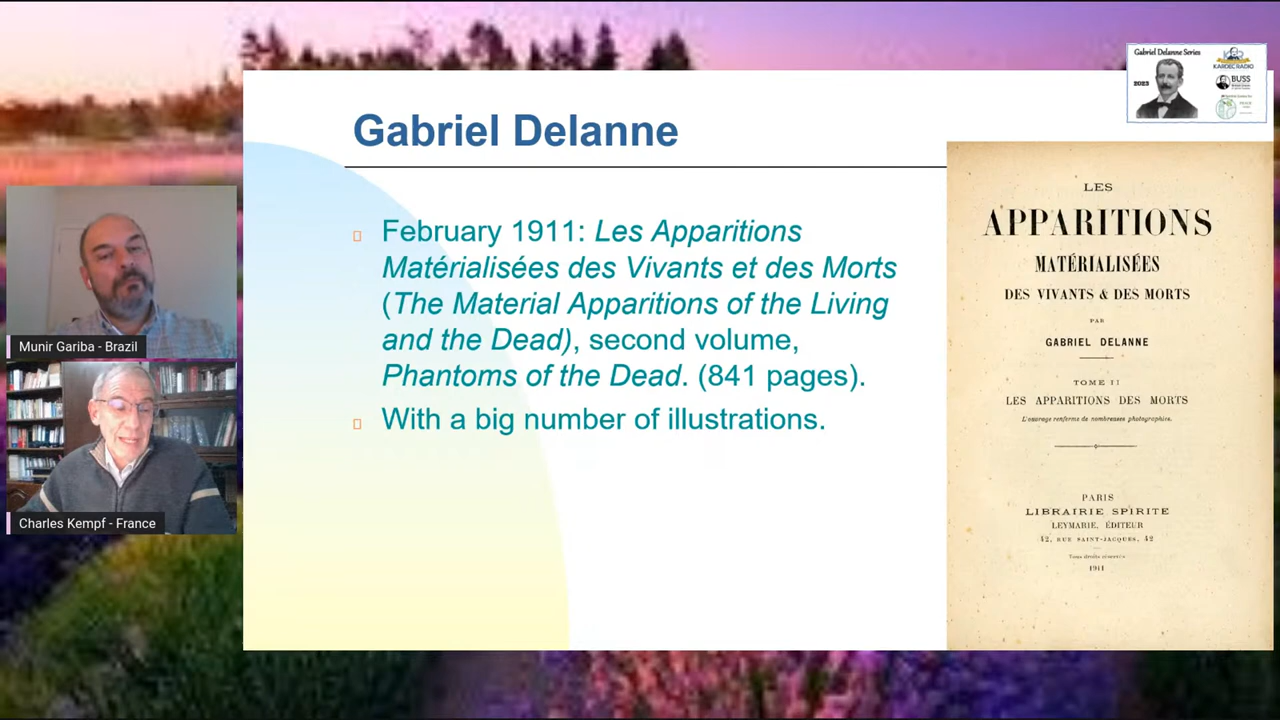 Gabriel Delanne
February 1911: Les Apparitions
Matérialisées des Vivants et des Morts
(The Material Apparitions of the Living
and the Dead), second volume,
Phantoms of the Dead. (841 pages).
With a big number of illustrations.
Munir Gariba - Brazil
Charles Kempf - France
Gabriel Delanne Series
2023
KARDEC RADIO
BUSS
LES
APPARITIONS
MATÉRIALISÉES
DES VIVANTS & DES MORTS
PAR
GABRIEL DELANNE
TOME II
LES APPARITIONS DES MORTS
L'ouvrage renferme de nombreuses photographies.
PARIS
LIBRAIRIE SPIRITE
LEYMARIE, ÉDITEUR
42, RUE SAINT-JACQUES, 42
Tous droits réservés
1911